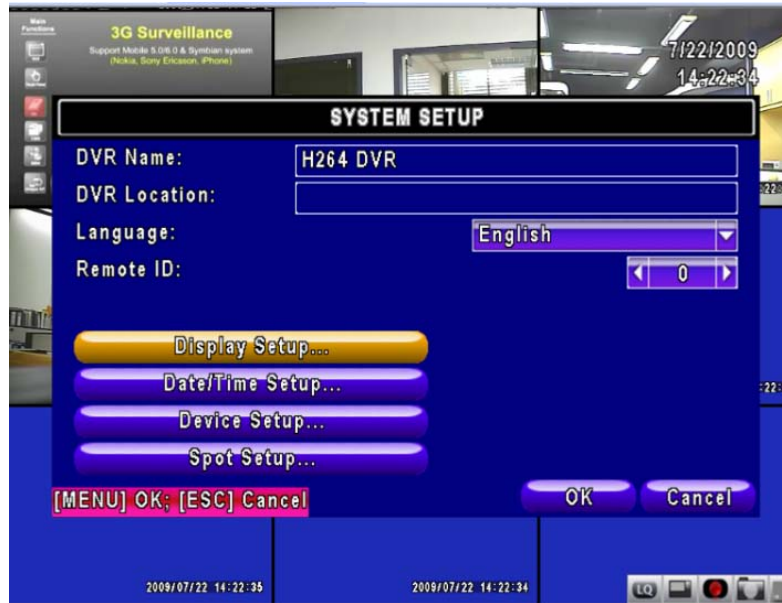 Main
Functions
3G Surveillance
Support Mobile 5.0/6.0 & Symbian system
(Nokia, Sony Ericsson, iPhone)
7/22/2009
14:22:34
SYSTEM SETUP
DVR Name:
H264 DVR
DVR Location:
Language:
English
Remote ID:
0
Display Setup...
Date/Time Setup...
Device Setup...
Spot Setup...
[MENU] OK; [ESC] Cancel
OK
Cancel
:22:
:22:
2009/07/22 14:22:35
2009/07/22 14:22:34
LQ